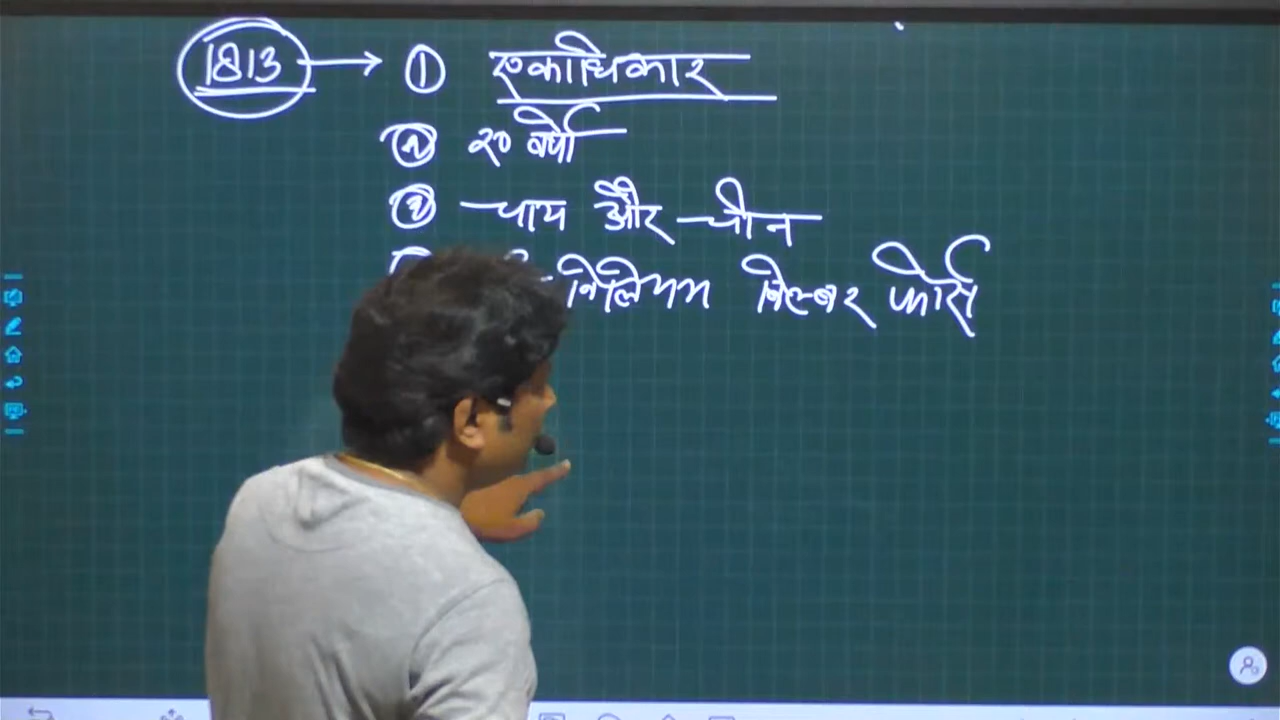 1813 → ① एकाधिकार
② २० वर्षो
③ चाय और चीन
विलियम विल्बर फोर्स